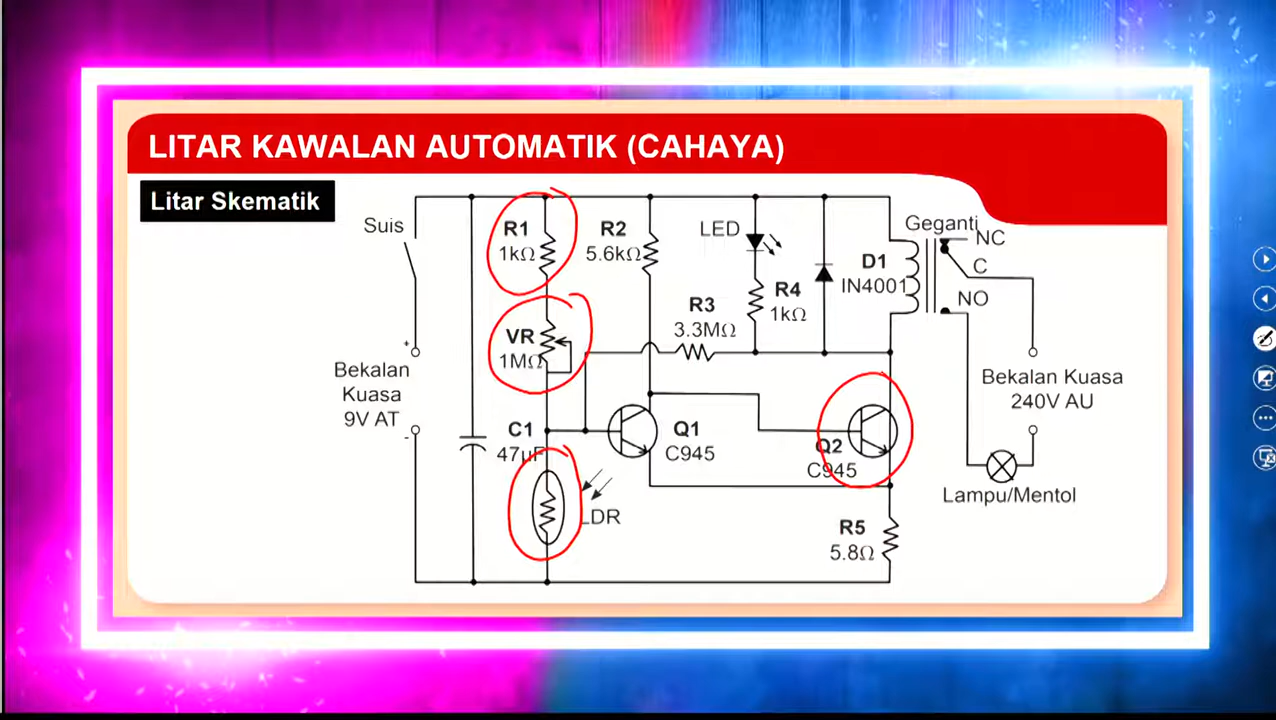 LITAR KAWALAN AUTOMATIK (CAHAYA)
Litar Skematik
Suis
R1
1kΩ
R2
5.6kΩ
LED
Geganti
NC
D1
IN4001
C
R4
1kΩ
NO
R3
3.3MΩ
VR
1MΩ
+
Bekalan
Kuasa
9V AT
-
Bekalan Kuasa
240V AU
C1
47µF
Q1
C945
Q2
C945
LDR
Lampu/Mentol
R5
5.8Ω